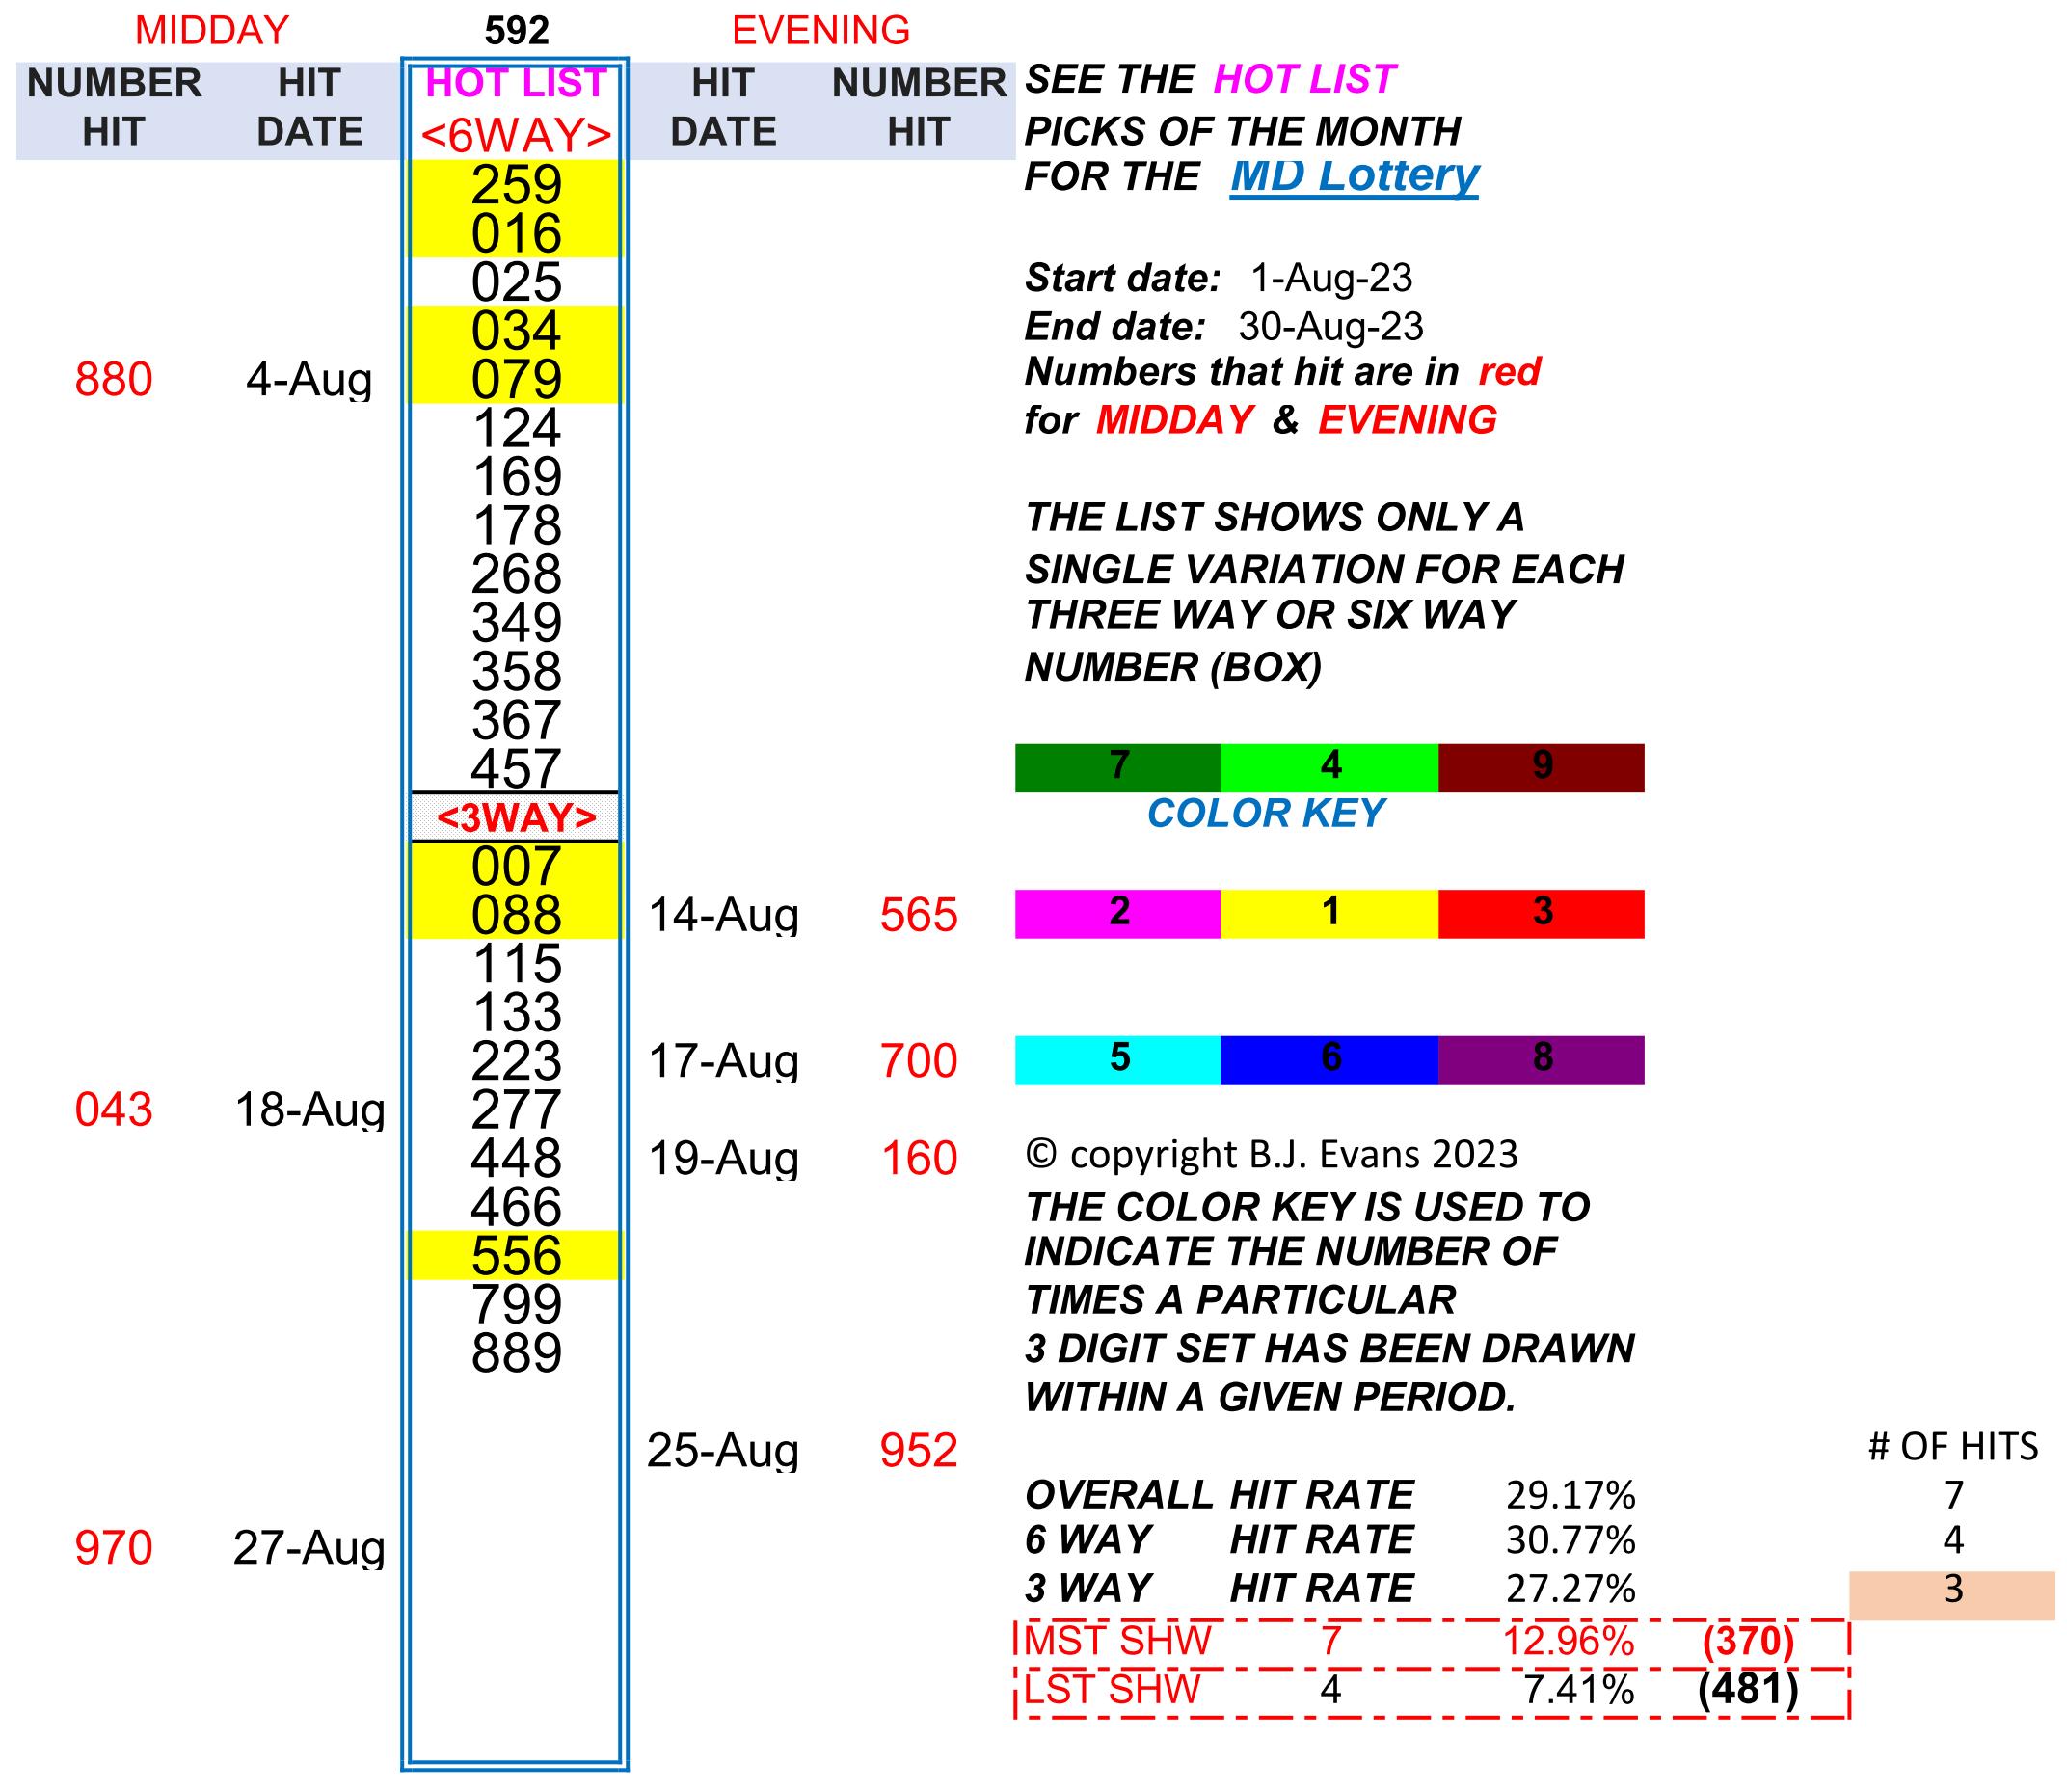 MIDDAY 592 EVENING
NUMBER HIT HOT LIST HIT NUMBER SEE THE HOT LIST
HIT DATE <6WAY> DATE HIT PICKS OF THE MONTH
259 FOR THE MD Lottery
016
025 Start date: 1-Aug-23
034 End date: 30-Aug-23
880 4-Aug 079 Numbers that hit are in red
124 for MIDDAY & EVENING
169
178 THE LIST SHOWS ONLY A
268 SINGLE VARIATION FOR EACH
349 THREE WAY OR SIX WAY
358 NUMBER (BOX)
367
457 7 4 9
<3WAY> COLOR KEY
007
088 14-Aug 565 2 1 3
115
133
223 17-Aug 700 5 6 8
043 18-Aug 277
448 19-Aug 160 © copyright B.J. Evans 2023
466 THE COLOR KEY IS USED TO
556 INDICATE THE NUMBER OF
799 TIMES A PARTICULAR
889 3 DIGIT SET HAS BEEN DRAWN
WITHIN A GIVEN PERIOD.
25-Aug 952 # OF HITS
OVERALL HIT RATE 29.17% 7
970 27-Aug 6 WAY HIT RATE 30.77% 4
3 WAY HIT RATE 27.27% 3
MST SHW 7 12.96% (370)
LST SHW 4 7.41% (481)